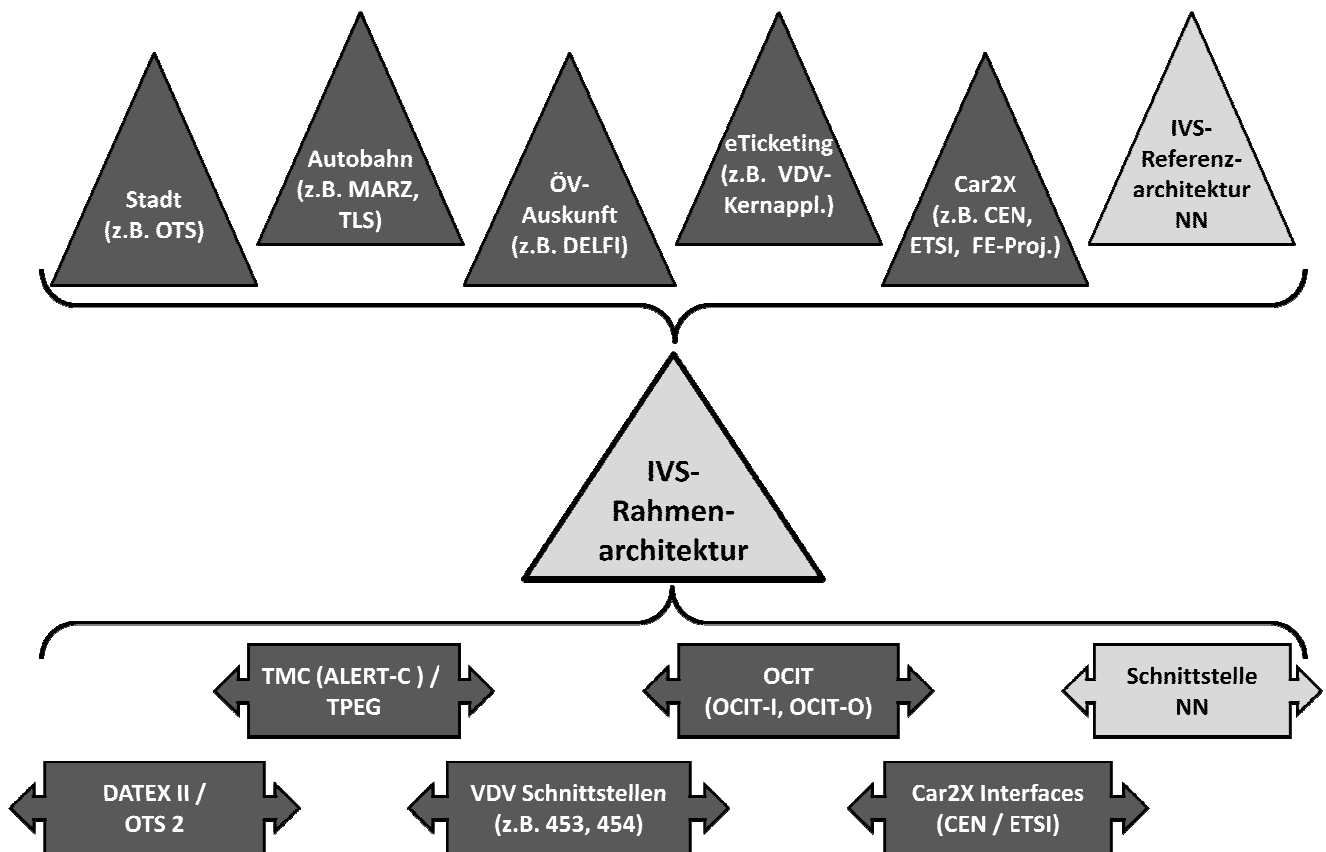 Stadt
(z.B. OTS)
Autobahn
(z.B. MARZ,
TLS)
ÖV-
Auskunft
(z.B. DELFI)
eTicketing
(z.B. VDV-
Kernappl.)
Car2X
(z.B. CEN,
ETSI, FE-Proj.)
IVS-
Referenz-
architektur
NN
IVS-
Rahmen-
architektur
TMC (ALERT-C ) /
TPEG
OCIT
(OCIT-I, OCIT-O)
Schnittstelle
NN
DATEX II /
OTS 2
VDV Schnittstellen
(z.B. 453, 454)
Car2X Interfaces
(CEN / ETSI)